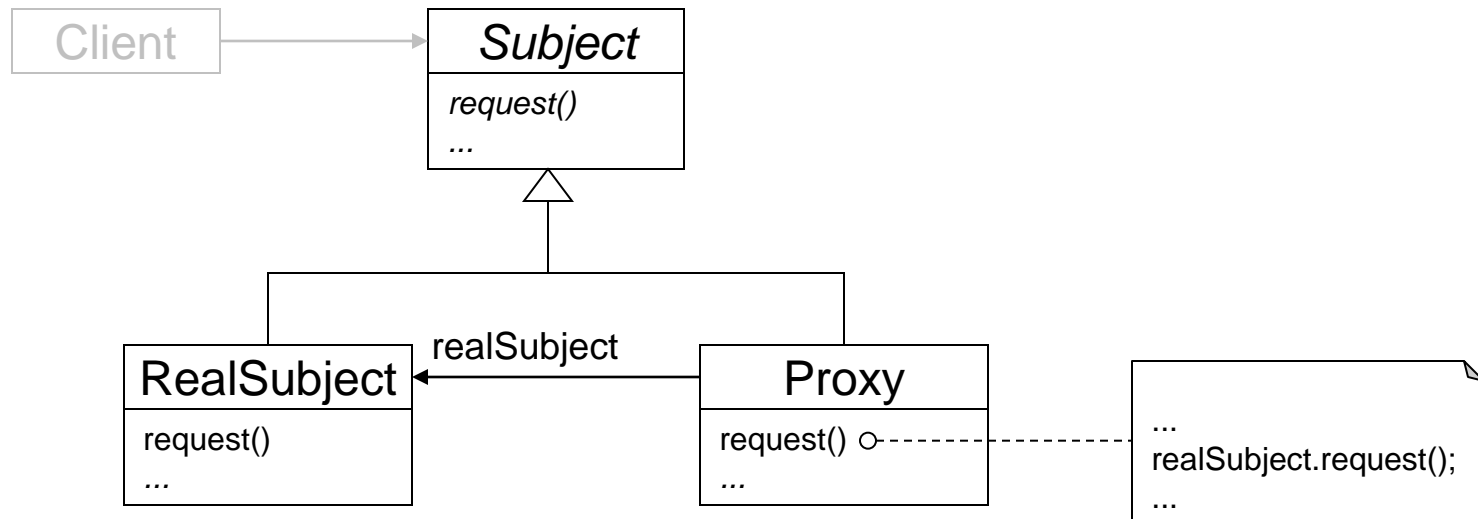 Client
Subject
request()
...
realSubject
RealSubject
request()
...
Proxy
request()
...
...
realSubject.request();
...